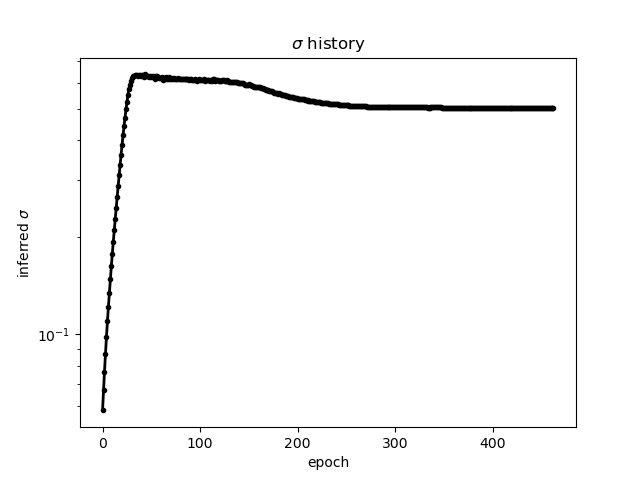 σ history
inferred σ
10⁻¹
0 100 200 300 400
epoch